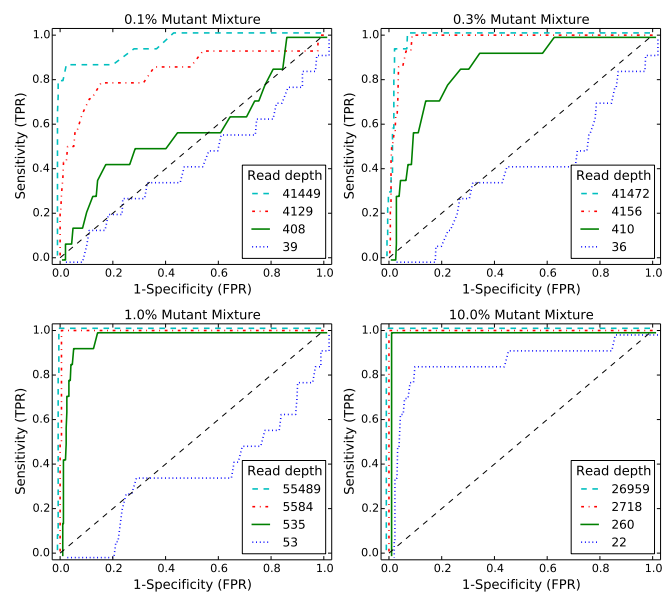 0.1% Mutant Mixture
Sensitivity (TPR)
1.0
0.8
0.6
0.4
0.2
0.0
0.0 0.2 0.4 0.6 0.8 1.0
1-Specificity (FPR)
Read depth
41449
4129
408
39
0.3% Mutant Mixture
Sensitivity (TPR)
1.0
0.8
0.6
0.4
0.2
0.0
0.0 0.2 0.4 0.6 0.8 1.0
1-Specificity (FPR)
Read depth
41472
4156
410
36
1.0% Mutant Mixture
Sensitivity (TPR)
1.0
0.8
0.6
0.4
0.2
0.0
0.0 0.2 0.4 0.6 0.8 1.0
1-Specificity (FPR)
Read depth
55489
5584
535
53
10.0% Mutant Mixture
Sensitivity (TPR)
1.0
0.8
0.6
0.4
0.2
0.0
0.0 0.2 0.4 0.6 0.8 1.0
1-Specificity (FPR)
Read depth
26959
2718
260
22